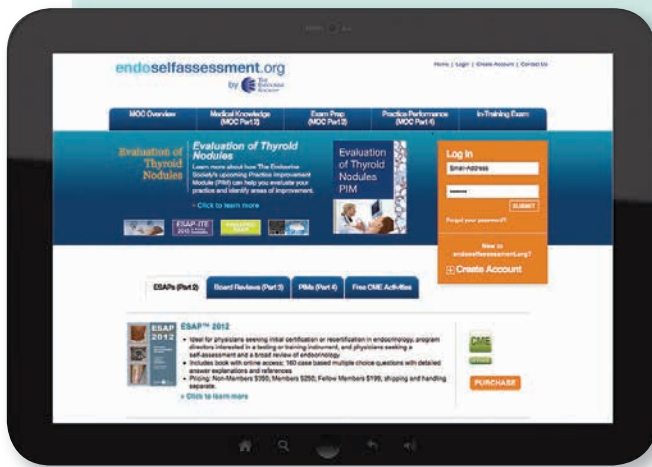 endoselfassessment.org
by THE ENDOCRINE SOCIETY
Home | Login | Create Account | Contact Us
MOC Overview
Medical Knowledge
(MOC Part 2)
Exam Prep
(MOC Part 3)
Practice Performance
(MOC Part 4)
In-Training Exam
Evaluation of
Thyroid
Nodules
Evaluation of Thyroid
Nodules
Learn more about how The Endocrine
Society's upcoming Practice Improvement
Module (PIM) can help you evaluate your
practice and identify areas of improvement.
Click to learn more
Evaluation
of Thyroid
Nodules
PIM
ESAP-ITE
2012
Log in
Email-Address
SUBMIT
Forgot your password?
New to
endoselfassessment.org?
Create Account
ESAPs (Part 2)
Board Reviews (Part 3)
PIMs (Part 4)
Free CME Activities
ESAP
2012
ESAP™ 2012
• Ideal for physicians seeking initial certification or recertification in endocrinology, program
directors interested in a testing or training instrument, and physicians seeking a
self-assessment and a broad review of endocrinology
• Includes book with online access; 160 case based multiple choice questions with detailed
answer explanations and references
• Pricing: Non-Members $350, Members $250, Fellow Members $199, shipping and handling
separate.
Click to learn more
CME
PURCHASE